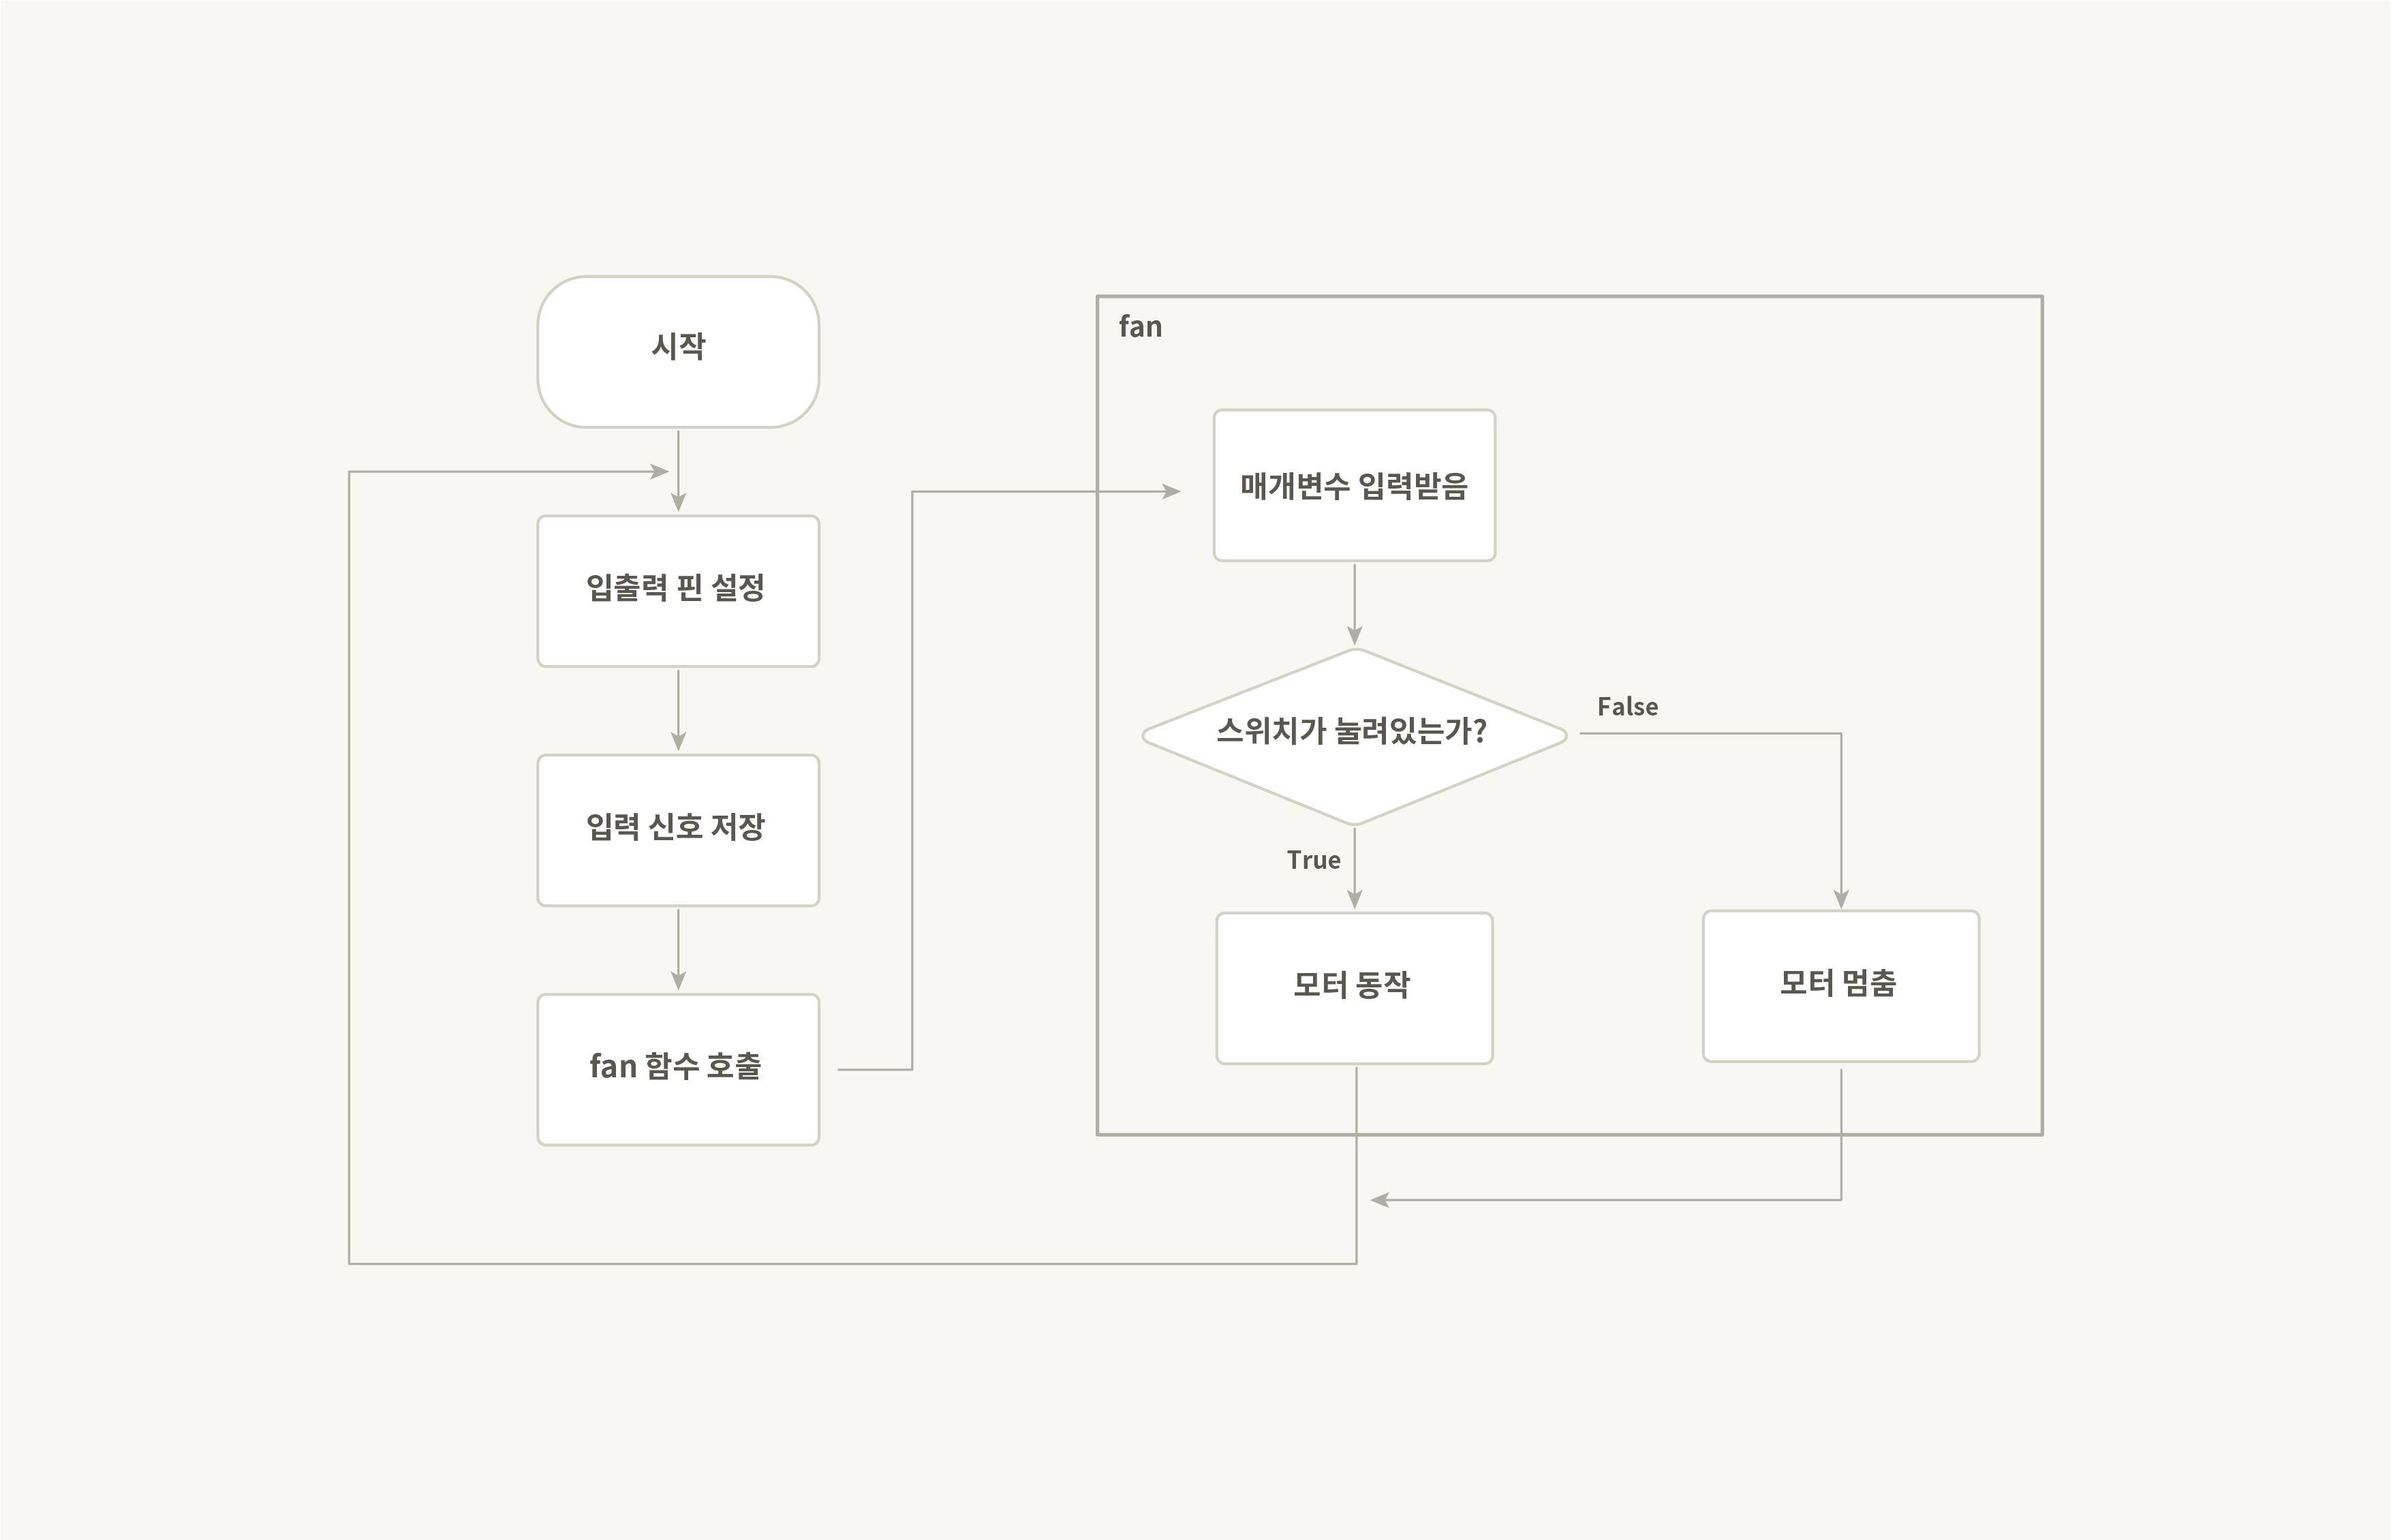 시작
입출력 핀 설정
입력 신호 저장
fan 함수 호출
fan
매개변수 입력받음
스위치가 눌려있는가?
False
True
모터 동작
모터 멈춤